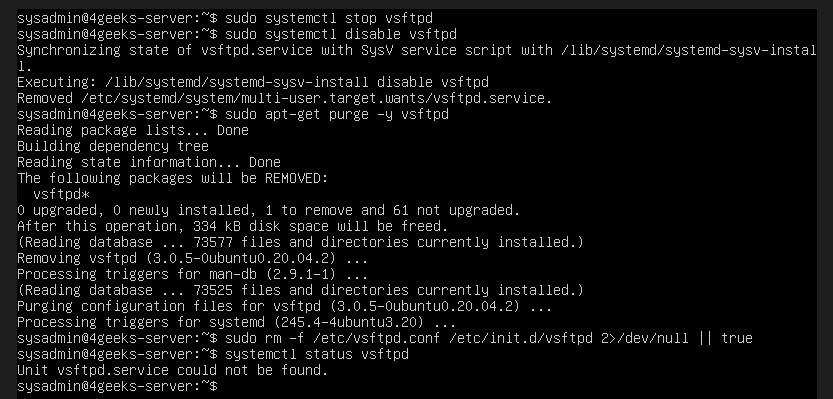 sysadmin@4geeks-server:~$ sudo systemctl stop vsftpd
sysadmin@4geeks-server:~$ sudo systemctl disable vsftpd
Synchronizing state of vsftpd.service with SysV service script with /lib/systemd/systemd-sysv-instal
l.
Executing: /lib/systemd/systemd-sysv-install disable vsftpd
Removed /etc/systemd/system/multi-user.target.wants/vsftpd.service.
sysadmin@4geeks-server:~$ sudo apt-get purge -y vsftpd
Reading package lists... Done
Building dependency tree
Reading state information... Done
The following packages will be REMOVED:
  vsftpd*
0 upgraded, 0 newly installed, 1 to remove and 61 not upgraded.
After this operation, 334 kB disk space will be freed.
(Reading database ... 73577 files and directories currently installed.)
Removing vsftpd (3.0.5-0ubuntu0.20.04.2) ...
Processing triggers for man-db (2.9.1-1) ...
(Reading database ... 73525 files and directories currently installed.)
Purging configuration files for vsftpd (3.0.5-0ubuntu0.20.04.2) ...
Processing triggers for systemd (245.4-4ubuntu3.20) ...
sysadmin@4geeks-server:~$ sudo rm -f /etc/vsftpd.conf /etc/init.d/vsftpd 2>/dev/null || true
sysadmin@4geeks-server:~$ systemctl status vsftpd
Unit vsftpd.service could not be found.
sysadmin@4geeks-server:~$